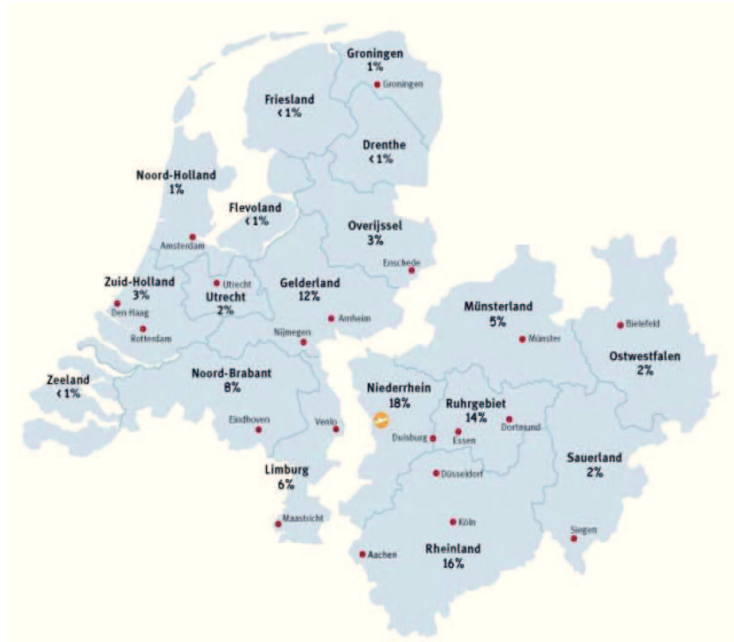 Groningen
1%
Groningen
Friesland
< 1%
Drenthe
< 1%
Noord-Holland
1%
Flevoland
< 1%
Amsterdam
Overijssel
3%
Enschede
Zuid-Holland
3%
Den Haag
Rotterdam
Utrecht
Utrecht
2%
Gelderland
12%
Arnheim
Nijmegen
Münsterland
5%
Münster
Bielefeld
Ostwestfalen
2%
Zeeland
< 1%
Noord-Brabant
8%
Eindhoven
Venlo
Niederrhein
18%
Duisburg
Ruhrgebiet
14%
Essen
Dortmund
Limburg
6%
Maastricht
Düsseldorf
Sauerland
2%
Köln
Siegen
Aachen
Rheinland
16%